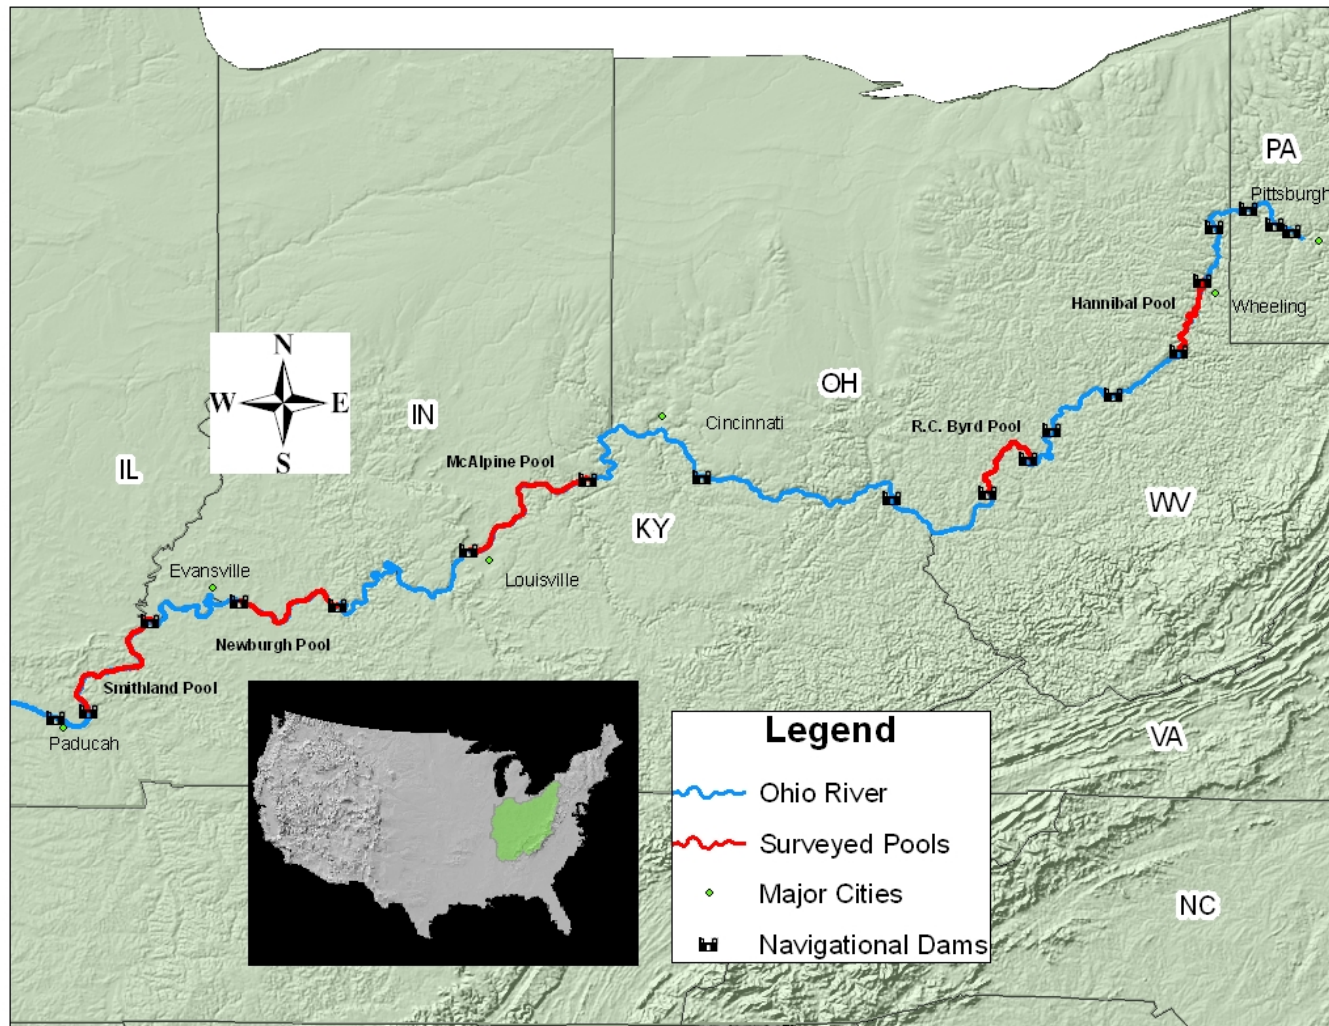 PA
Pittsburgh
Hannibal Pool
Wheeling
N
W E
S
OH
IN
R.C. Byrd Pool
Cincinnati
McAlpine Pool
IL
WV
KY
Evansville
Louisville
Newburgh Pool
Smithland Pool
Paducah
VA
Legend
Ohio River
Surveyed Pools
Major Cities
Navigational Dams
NC